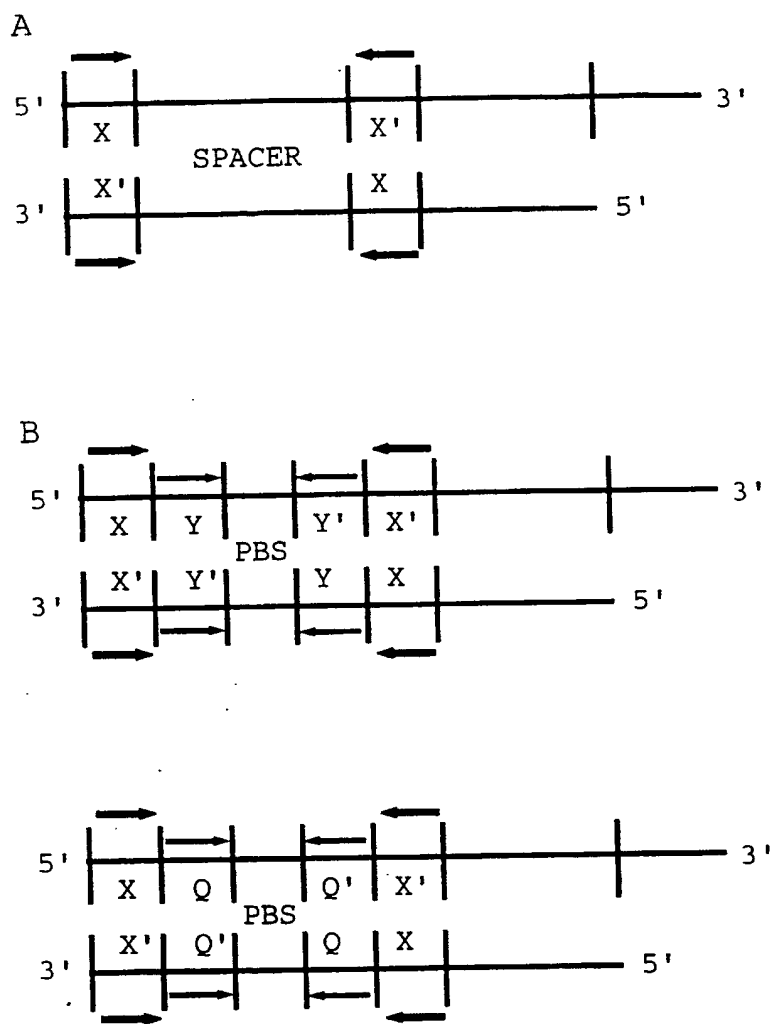 A
5' 3'
X X'
SPACER
X' X
3' 5'
B
5' 3'
X Y Y' X'
PBS
X' Y' Y X
3' 5'
5' 3'
X Q Q' X'
PBS
X' Q' Q X
3' 5'